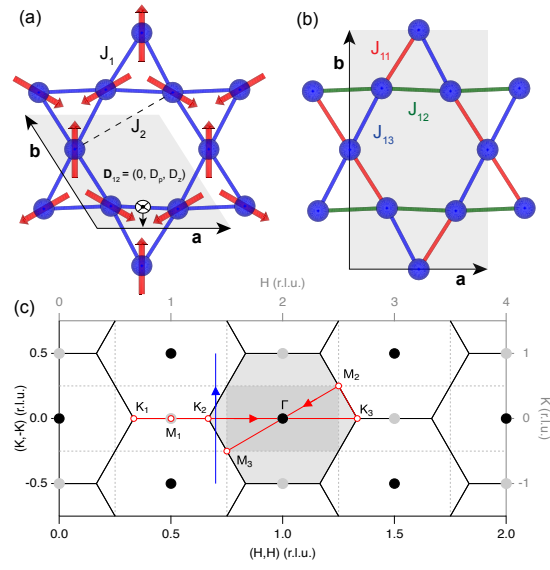 (a)
J1
J2
b
D12 = (0, Dp, Dz)
a
(b)
b
J11
J12
J13
a
(c)
H (r.l.u.)
0 1 2 3 4
0.5 1
K1 K2 Γ M2 K3
M1
M3
0.0 0
-0.5 -1
(K,-K) (r.l.u.)
K (r.l.u.)
0.0 0.5 1.0 1.5 2.0
(H,H) (r.l.u.)